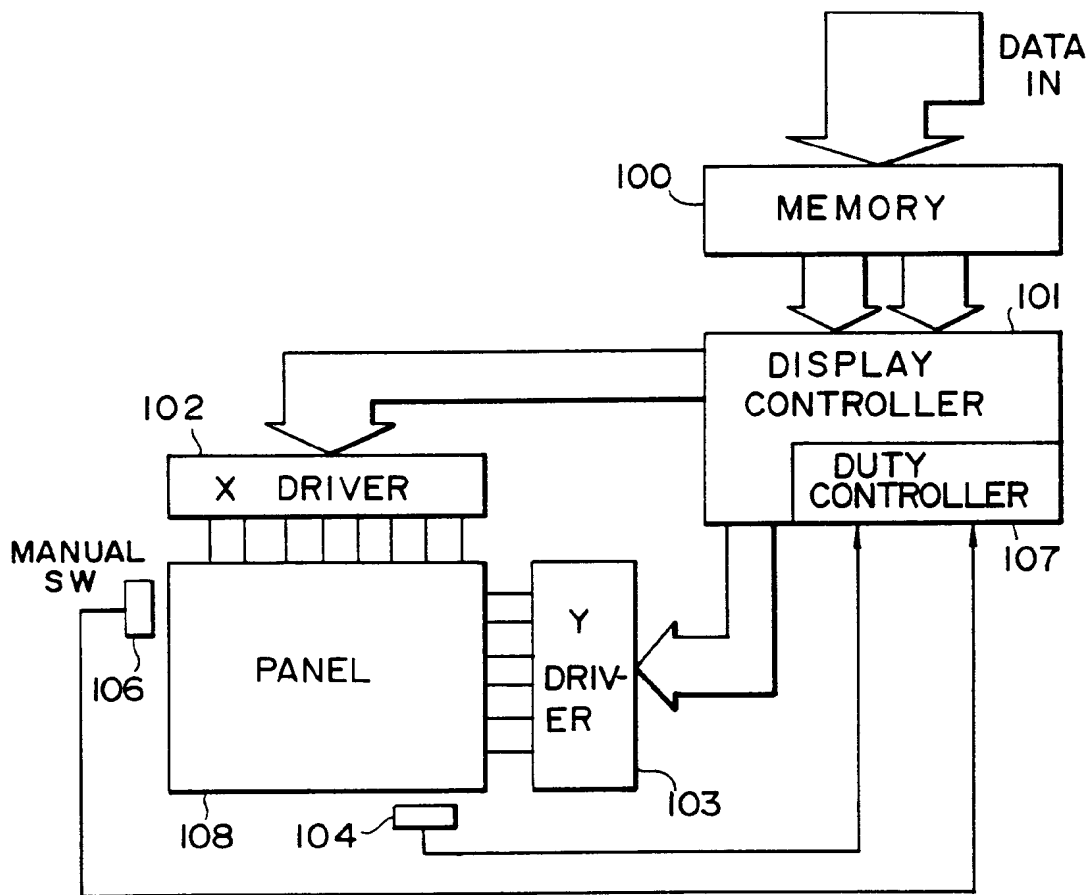 DATA
IN
100
MEMORY
101
DISPLAY
CONTROLLER
102
DUTY
CONTROLLER
X DRIVER
107
MANUAL
SW
Y
DRIV-
ER
PANEL
106
103
104
108